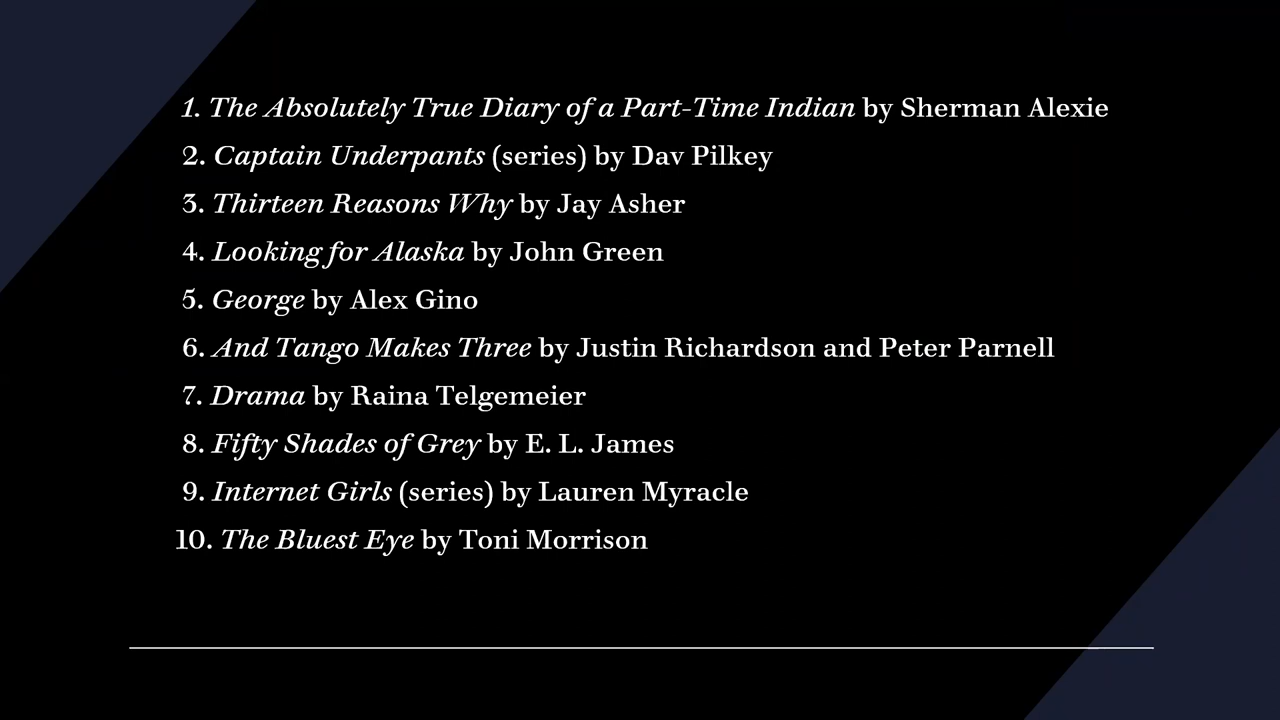 1. The Absolutely True Diary of a Part-Time Indian by Sherman Alexie
2. Captain Underpants (series) by Dav Pilkey
3. Thirteen Reasons Why by Jay Asher
4. Looking for Alaska by John Green
5. George by Alex Gino
6. And Tango Makes Three by Justin Richardson and Peter Parnell
7. Drama by Raina Telgemeier
8. Fifty Shades of Grey by E. L. James
9. Internet Girls (series) by Lauren Myracle
10. The Bluest Eye by Toni Morrison